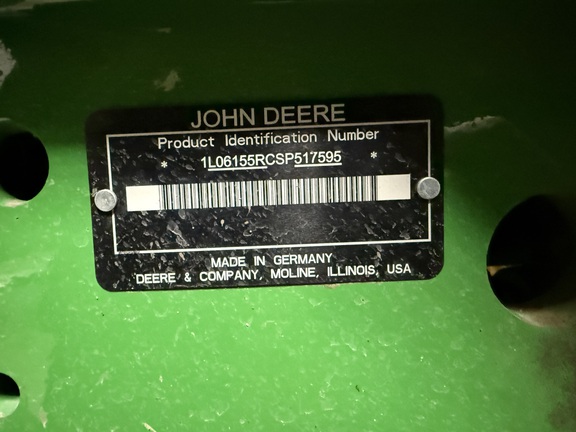 JOHN DEERE
Product Identification Number
* 1L06155RCSP517595 *
MADE IN GERMANY
DEERE & COMPANY, MOLINE, ILLINOIS, USA